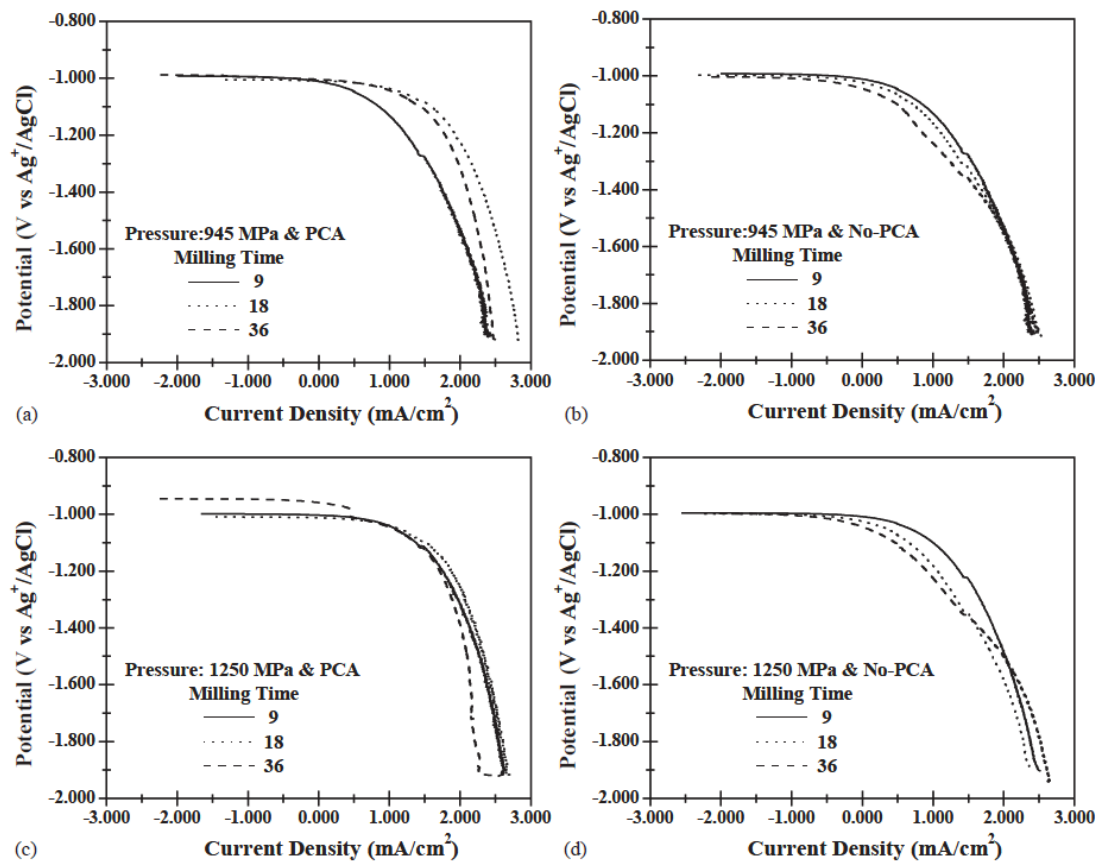 -0.800
-1.000
-1.200
-1.400
-1.600
-1.800
-2.000
Potential (V vs Ag⁺/AgCl)
Pressure:945 MPa & PCA
Milling Time
9
18
36
-3.000 -2.000 -1.000 0.000 1.000 2.000 3.000
(a) Current Density (mA/cm²)
-0.800
-1.000
-1.200
-1.400
-1.600
-1.800
-2.000
Potential (V vs Ag⁺/AgCl)
Pressure:945 MPa & No-PCA
Milling Time
9
18
36
-3.000 -2.000 -1.000 0.000 1.000 2.000 3.000
(b) Current Density (mA/cm²)
-0.800
-1.000
-1.200
-1.400
-1.600
-1.800
-2.000
Potential (V vs Ag⁺/AgCl)
Pressure: 1250 MPa & PCA
Milling Time
9
18
36
-3.000 -2.000 -1.000 0.000 1.000 2.000 3.000
(c) Current Density (mA/cm²)
-0.800
-1.000
-1.200
-1.400
-1.600
-1.800
-2.000
Potential (V vs Ag⁺/AgCl)
Pressure: 1250 MPa & No-PCA
Milling Time
9
18
36
-3.000 -2.000 -1.000 0.000 1.000 2.000 3.000
(d) Current Density (mA/cm²)